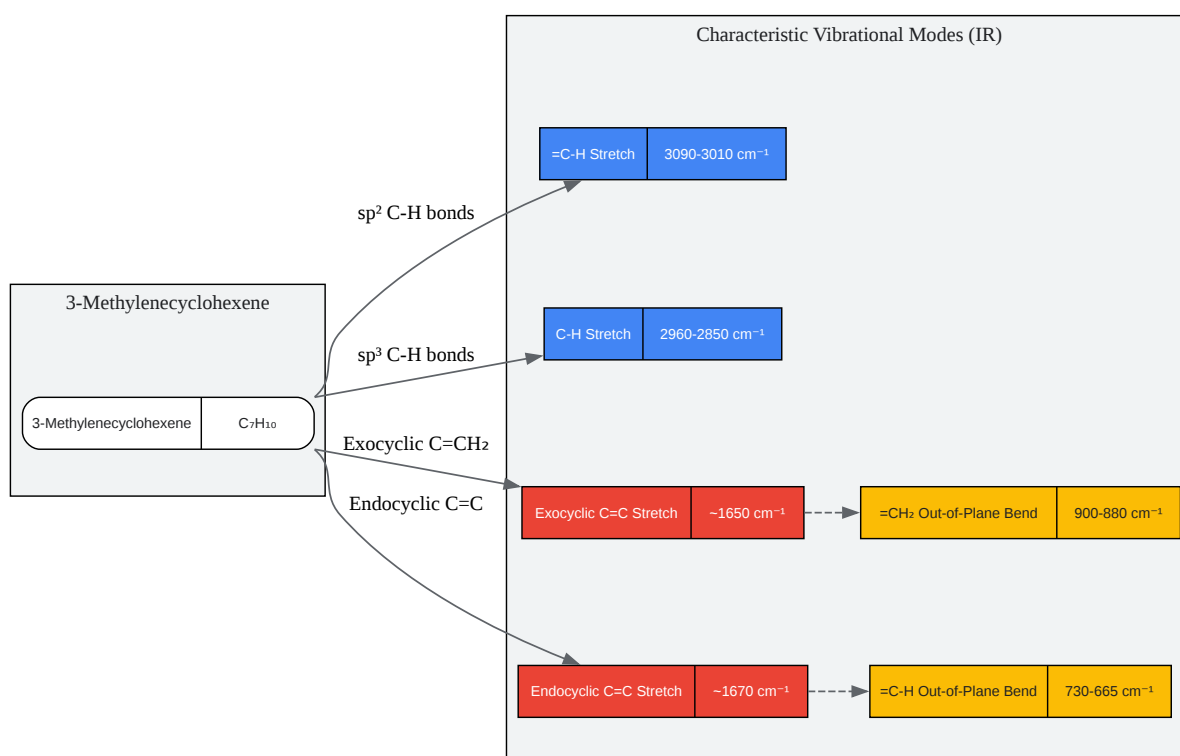 Characteristic Vibrational Modes (IR)
=C-H Stretch
3090-3010 cm⁻¹
sp² C-H bonds
3-Methylenecyclohexene
C-H Stretch
2960-2850 cm⁻¹
sp³ C-H bonds
3-Methylenecyclohexene
C₇H₁₀
Exocyclic C=CH₂
Endocyclic C=C
Exocyclic C=C Stretch
~1650 cm⁻¹
=CH₂ Out-of-Plane Bend
900-880 cm⁻¹
Endocyclic C=C Stretch
~1670 cm⁻¹
=C-H Out-of-Plane Bend
730-665 cm⁻¹